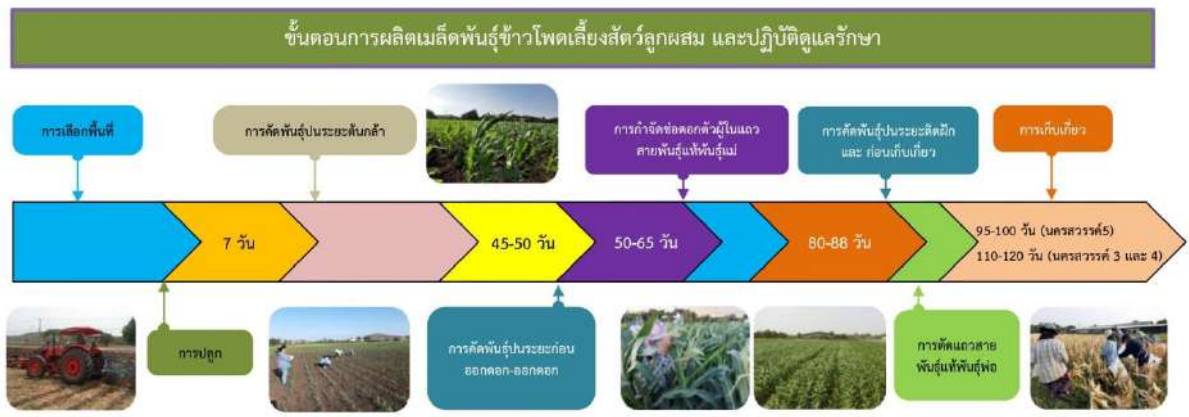 ขั้นตอนการผลิตเมล็ดพันธุ์ข้าวโพดเลี้ยงสัตว์ลูกผสม และปฏิบัติดูแลรักษา
การเลือกพื้นที่
การคัดพันธุ์ปนระยะต้นกล้า
การกำจัดช่อดอกตัวผู้ในแถว
สายพันธุ์แท้พันธุ์แม่
การคัดพันธุ์ปนระยะติดฝัก
และ ก่อนเก็บเกี่ยว
การเก็บเกี่ยว
7 วัน
45-50 วัน
50-65 วัน
80-88 วัน
95-100 วัน (นครสวรรค์5)
110-120 วัน (นครสวรรค์ 3 และ 4)
การปลูก
การคัดพันธุ์ปนระยะก่อน
ออกดอก-ออกดอก
การตัดแถวสาย
พันธุ์แท้พันธุ์พ่อ